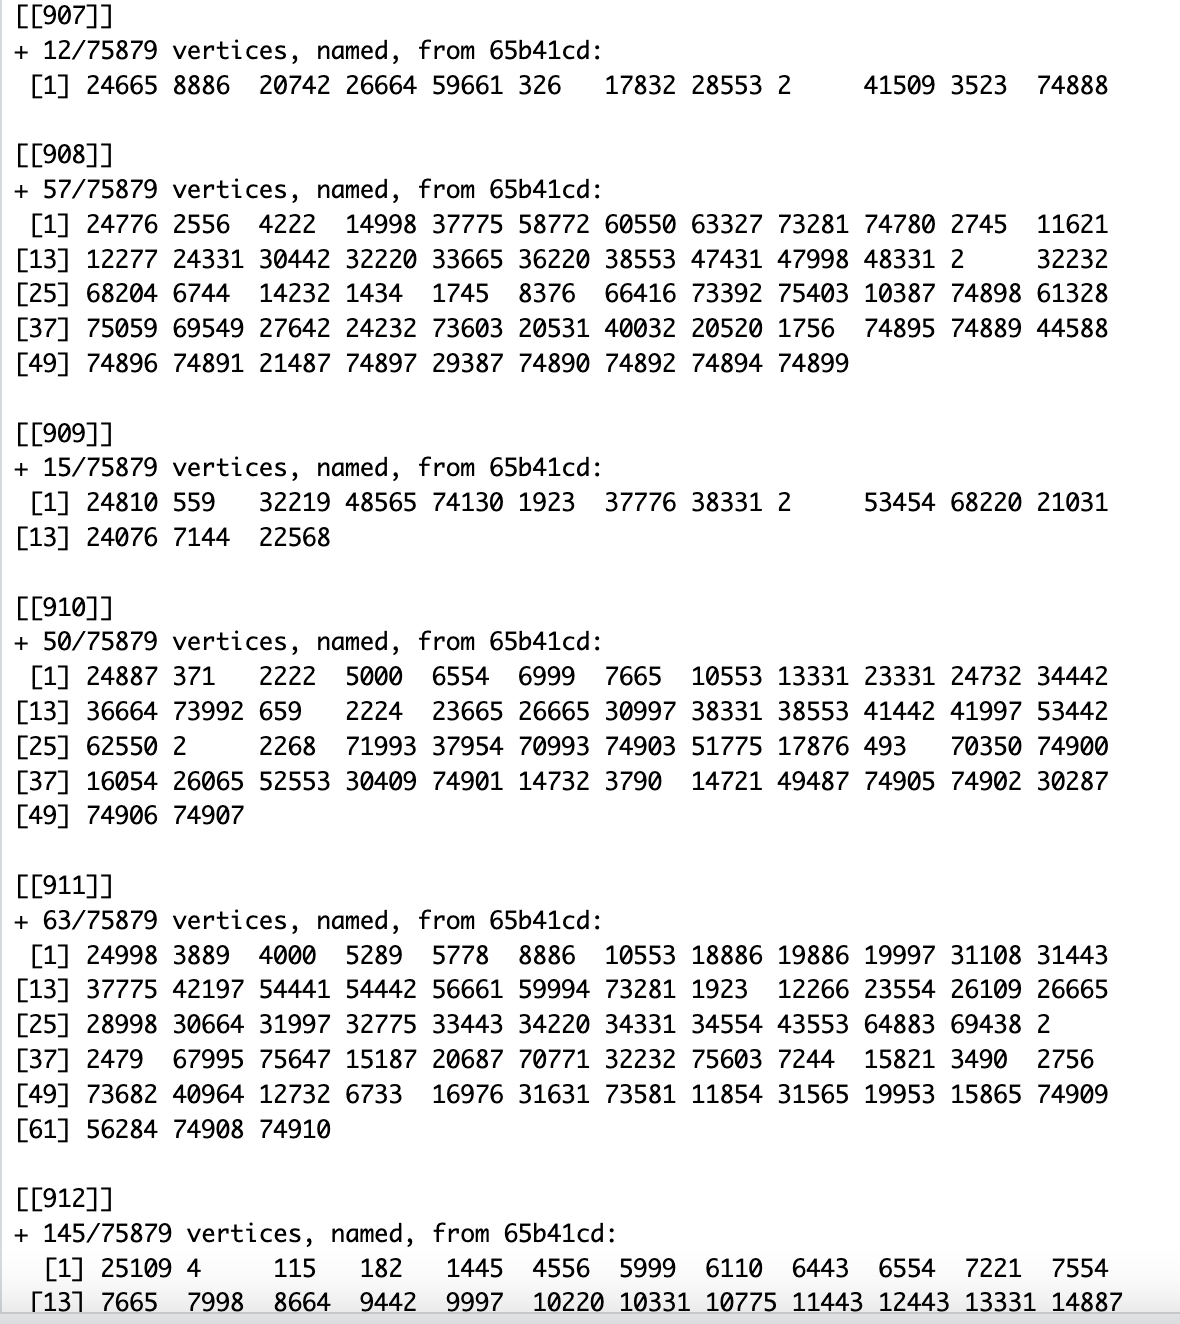 [[907]]
+ 12/75879 vertices, named, from 65b41cd:
 [1] 24665 8886  20742 26664 59661 326   17832 28553 2     41509 3523  74888

[[908]]
+ 57/75879 vertices, named, from 65b41cd:
 [1] 24776 2556  4222  14998 37775 58772 60550 63327 73281 74780 2745  11621
[13] 12277 24331 30442 32220 33665 36220 38553 47431 47998 48331 2     32232
[25] 68204 6744  14232 1434  1745  8376  66416 73392 75403 10387 74898 61328
[37] 75059 69549 27642 24232 73603 20531 40032 20520 1756  74895 74889 44588
[49] 74896 74891 21487 74897 29387 74890 74892 74894 74899

[[909]]
+ 15/75879 vertices, named, from 65b41cd:
 [1] 24810 559   32219 48565 74130 1923  37776 38331 2     53454 68220 21031
[13] 24076 7144  22568

[[910]]
+ 50/75879 vertices, named, from 65b41cd:
 [1] 24887 371   2222  5000  6554  6999  7665  10553 13331 23331 24732 34442
[13] 36664 73992 659   2224  23665 26665 30997 38331 38553 41442 41997 53442
[25] 62550 2     2268  71993 37954 70993 74903 51775 17876 493   70350 74900
[37] 16054 26065 52553 30409 74901 14732 3790  14721 49487 74905 74902 30287
[49] 74906 74907

[[911]]
+ 63/75879 vertices, named, from 65b41cd:
 [1] 24998 3889  4000  5289  5778  8886  10553 18886 19886 19997 31108 31443
[13] 37775 42197 54441 54442 56661 59994 73281 1923  12266 23554 26109 26665
[25] 28998 30664 31997 32775 33443 34220 34331 34554 43553 64883 69438 2
[37] 2479  67995 75647 15187 20687 70771 32232 75603 7244  15821 3490  2756
[49] 73682 40964 12732 6733  16976 31631 73581 11854 31565 19953 15865 74909
[61] 56284 74908 74910

[[912]]
+ 145/75879 vertices, named, from 65b41cd:
  [1] 25109 4     115   182   1445  4556  5999  6110  6443  6554  7221  7554
[13] 7665  7998  8664  9442  9997  10220 10331 10775 11443 12443 13331 14887